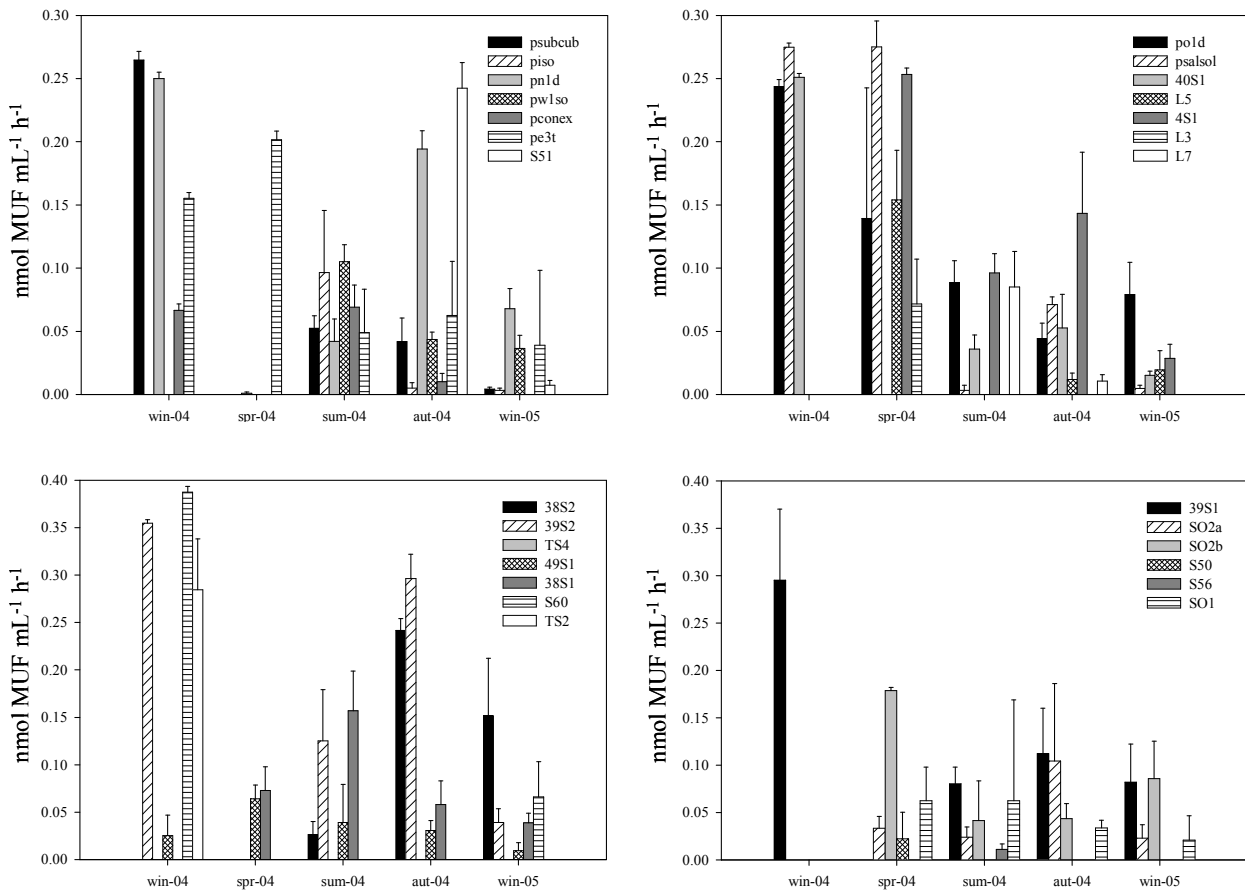 0.30
0.25
0.20
0.15
0.10
0.05
0.00
nmol MUF mL⁻¹ h⁻¹
psubcub
piso
pn1d
pw1so
pconex
pe3t
S51
win-04 spr-04 sum-04 aut-04 win-05
0.30
0.25
0.20
0.15
0.10
0.05
0.00
nmol MUF mL⁻¹ h⁻¹
po1d
psalsol
40S1
L5
4S1
L3
L7
win-04 spr-04 sum-04 aut-04 win-05
0.40
0.35
0.30
0.25
0.20
0.15
0.10
0.05
0.00
nmol MUF mL⁻¹ h⁻¹
38S2
39S2
TS4
49S1
38S1
S60
TS2
win-04 spr-04 sum-04 aut-04 win-05
0.40
0.35
0.30
0.25
0.20
0.15
0.10
0.05
0.00
nmol MUF mL⁻¹ h⁻¹
39S1
SO2a
SO2b
S50
S56
SO1
win-04 spr-04 sum-04 aut-04 win-05